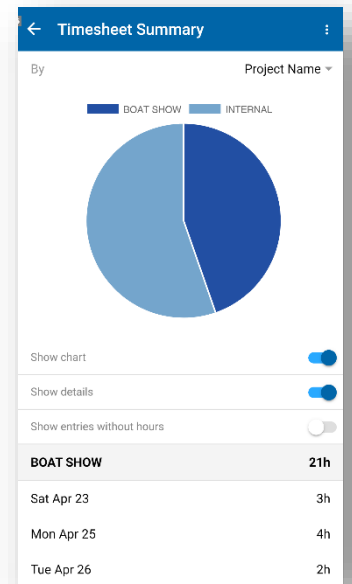 Timesheet Summary
By Project Name
BOAT SHOW INTERNAL
Show chart
Show details
Show entries without hours
BOAT SHOW 21h
Sat Apr 23 3h
Mon Apr 25 4h
Tue Apr 26 2h